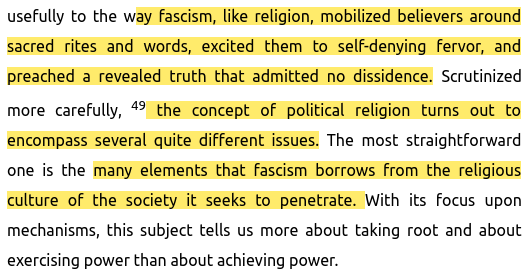 usefully to the way fascism, like religion, mobilized believers around
sacred rites and words, excited them to self-denying fervor, and
preached a revealed truth that admitted no dissidence. Scrutinized
more carefully, 49 the concept of political religion turns out to
encompass several quite different issues. The most straightforward
one is the many elements that fascism borrows from the religious
culture of the society it seeks to penetrate. With its focus upon
mechanisms, this subject tells us more about taking root and about
exercising power than about achieving power.